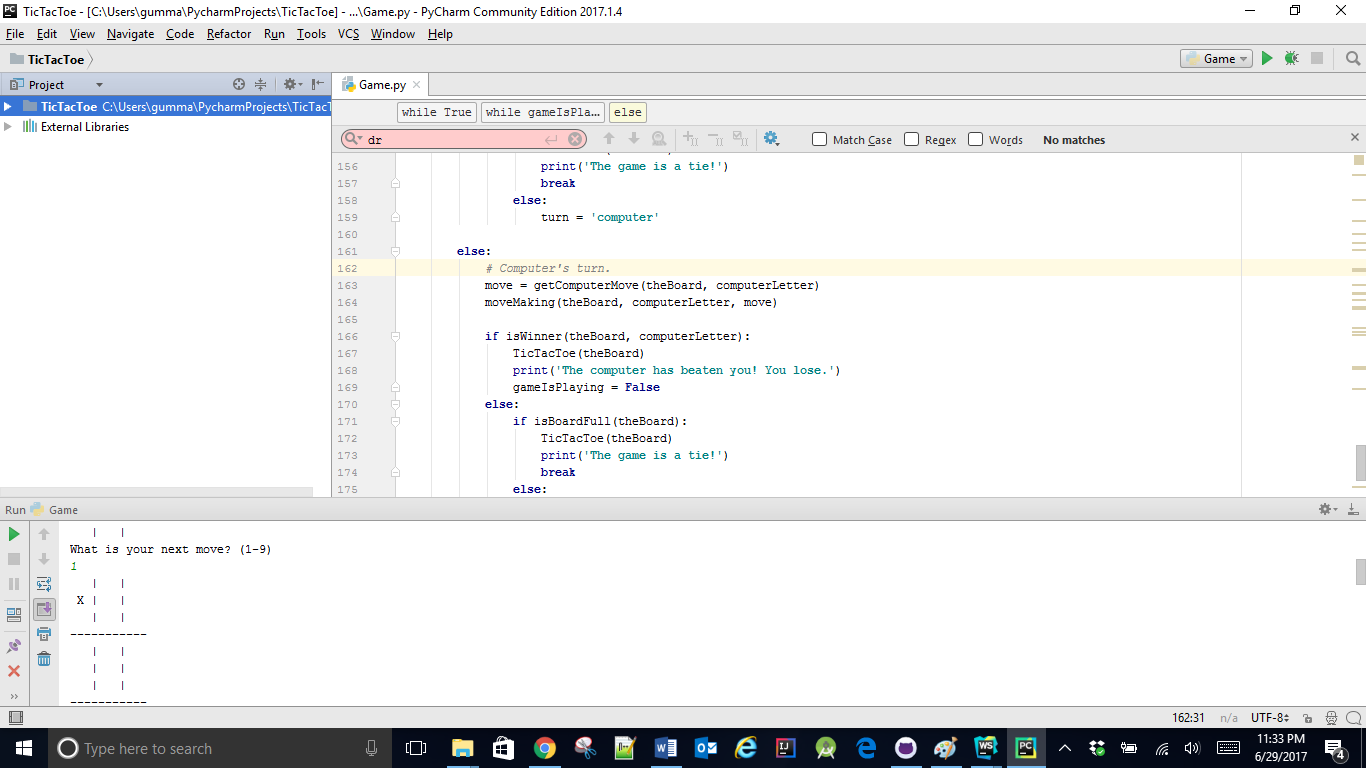 TicTacToe - [C:\Users\gumma\PycharmProjects\TicTacToe] - ...\Game.py - PyCharm Community Edition 2017.1.4
File Edit View Navigate Code Refactor Run Tools VCS Window Help
TicTacToe
Game
Project
Game.py
TicTacToe C:\Users\gumma\PycharmProjects\TicTacT
External Libraries
while True while gameIsPla... else
dr
Match Case Regex Words No matches
156 print('The game is a tie!')
157 break
158 else:
159 turn = 'computer'
160
161 else:
162 # Computer's turn.
163 move = getComputerMove(theBoard, computerLetter)
164 moveMaking(theBoard, computerLetter, move)
165
166 if isWinner(theBoard, computerLetter):
167 TicTacToe(theBoard)
168 print('The computer has beaten you! You lose.')
169 gameIsPlaying = False
170 else:
171 if isBoardFull(theBoard):
172 TicTacToe(theBoard)
173 print('The game is a tie!')
174 break
175 else:
Run Game
| |
What is your next move? (1-9)
1
| |
X | |
| |
-----------
| |
| |
| |
-----------
162:31 n/a UTF-8
Type here to search
11:33 PM
6/29/2017
4